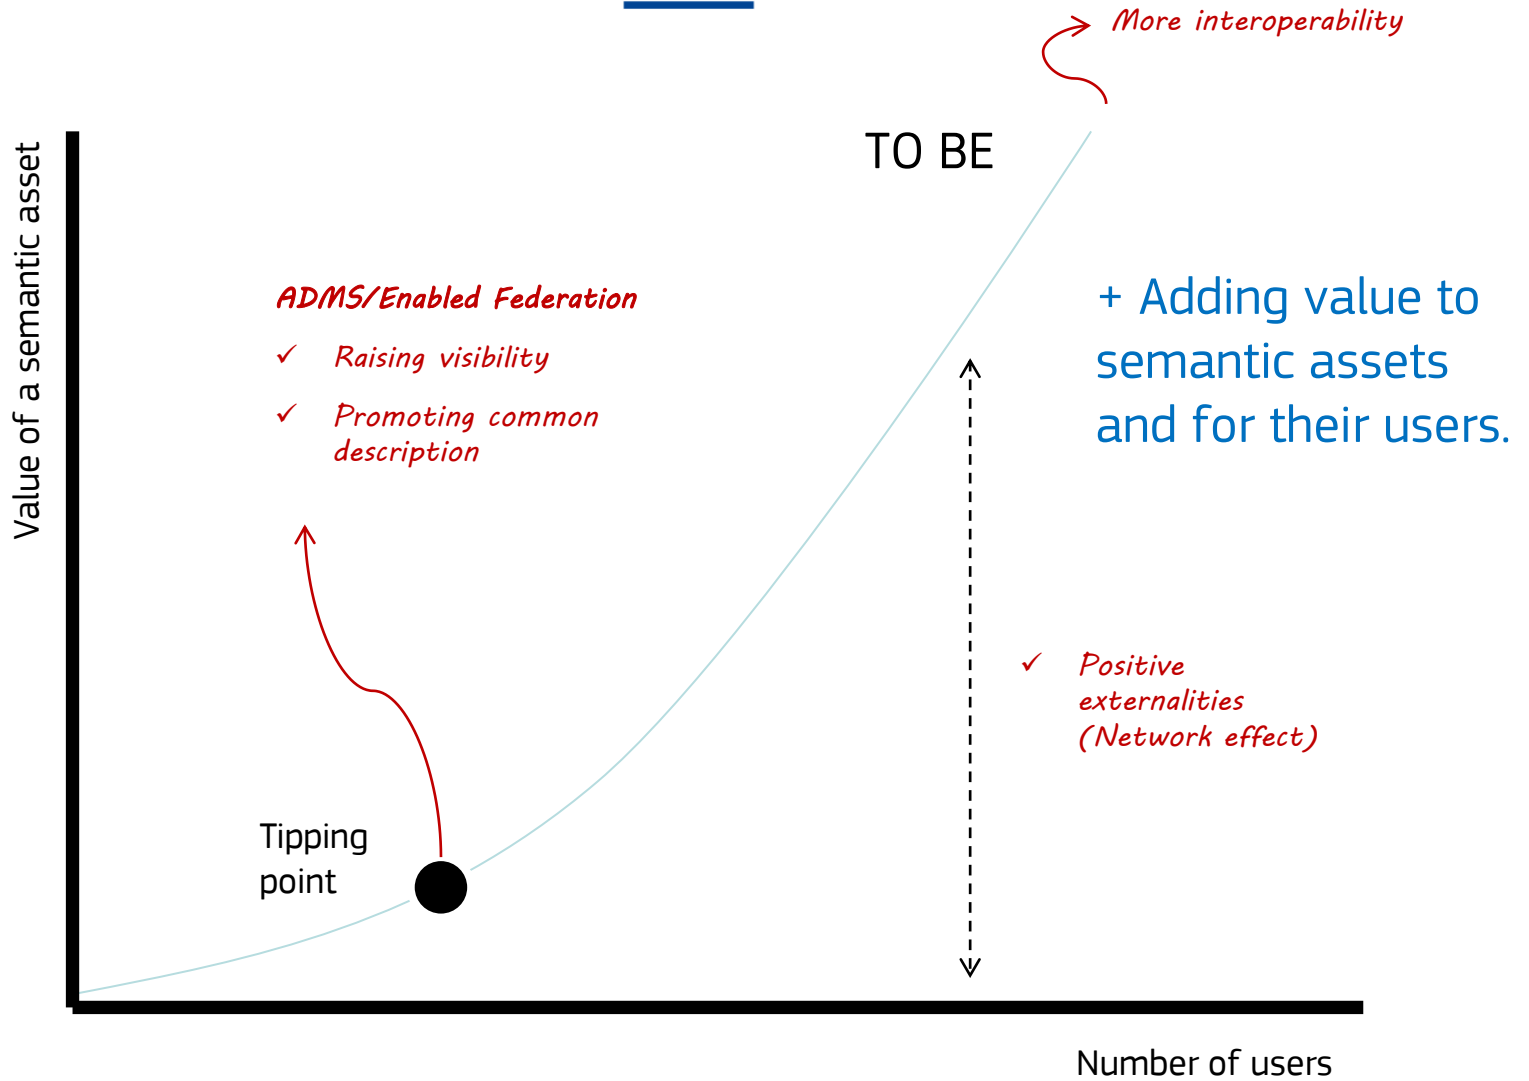 More interoperability
TO BE
Value of a semantic asset
ADMS/Enabled Federation
✓ Raising visibility
✓ Promoting common
description
+ Adding value to
semantic assets
and for their users.
✓ Positive
externalities
(Network effect)
Tipping
point
Number of users